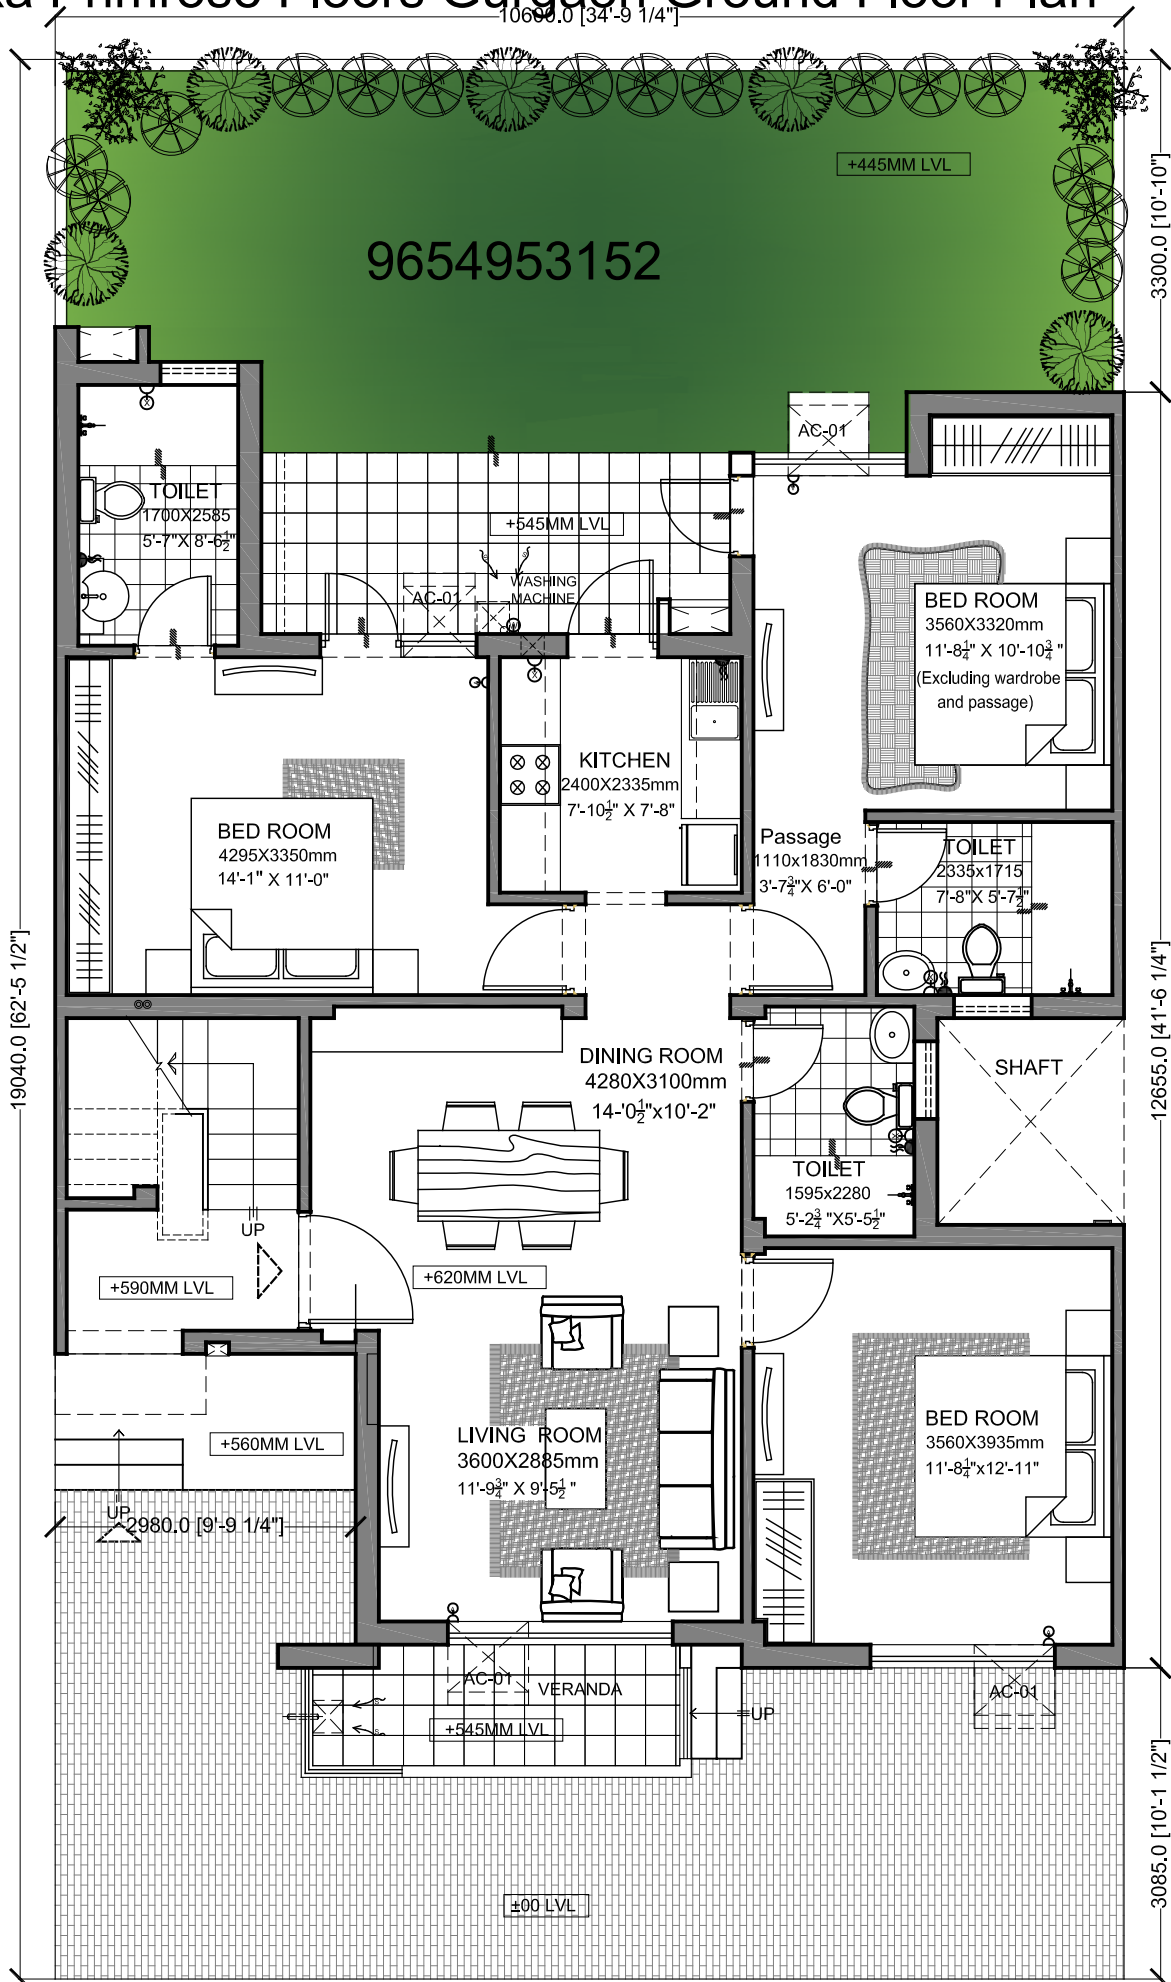 Primrose Floors Gurgaon Ground Floor Plan
10600.0 [34'-9 1/4"]
+445MM LVL
3300.0 [10'-10"]
9654953152
AC-01
TOILET
1700X2585
5'-7"X 8'-6½"
+545MM LVL
WASHING
MACHINE
AC-01
BED ROOM
3560X3320mm
11'-8¼" X 10'-10¾ "
(Excluding wardrobe
and passage)
KITCHEN
2400X2335mm
7'-10½" X 7'-8"
BED ROOM
4295X3350mm
14'-1" X 11'-0"
Passage
1110x1830mm
3'-7¾"X 6'-0"
TOILET
2335x1715
7'-8"X 5'-7½"
19040.0 [62'-5 1/2"]
12655.0 [41'-6 1/4"]
DINING ROOM
4280X3100mm
14-'0½"x10'-2"
SHAFT
TOILET
1595x2280
5'-2¾ "X5'-5½"
UP
+590MM LVL
+620MM LVL
LIVING ROOM
3600X2885mm
11'-9¾" X 9'-5½ "
BED ROOM
3560X3935mm
11'-8¼"x12'-11"
+560MM LVL
UP
2980.0 [9'-9 1/4"]
AC-01
VERANDA
+545MM LVL
UP
AC-01
3085.0 [10'-1 1/2"]
±00 LVL